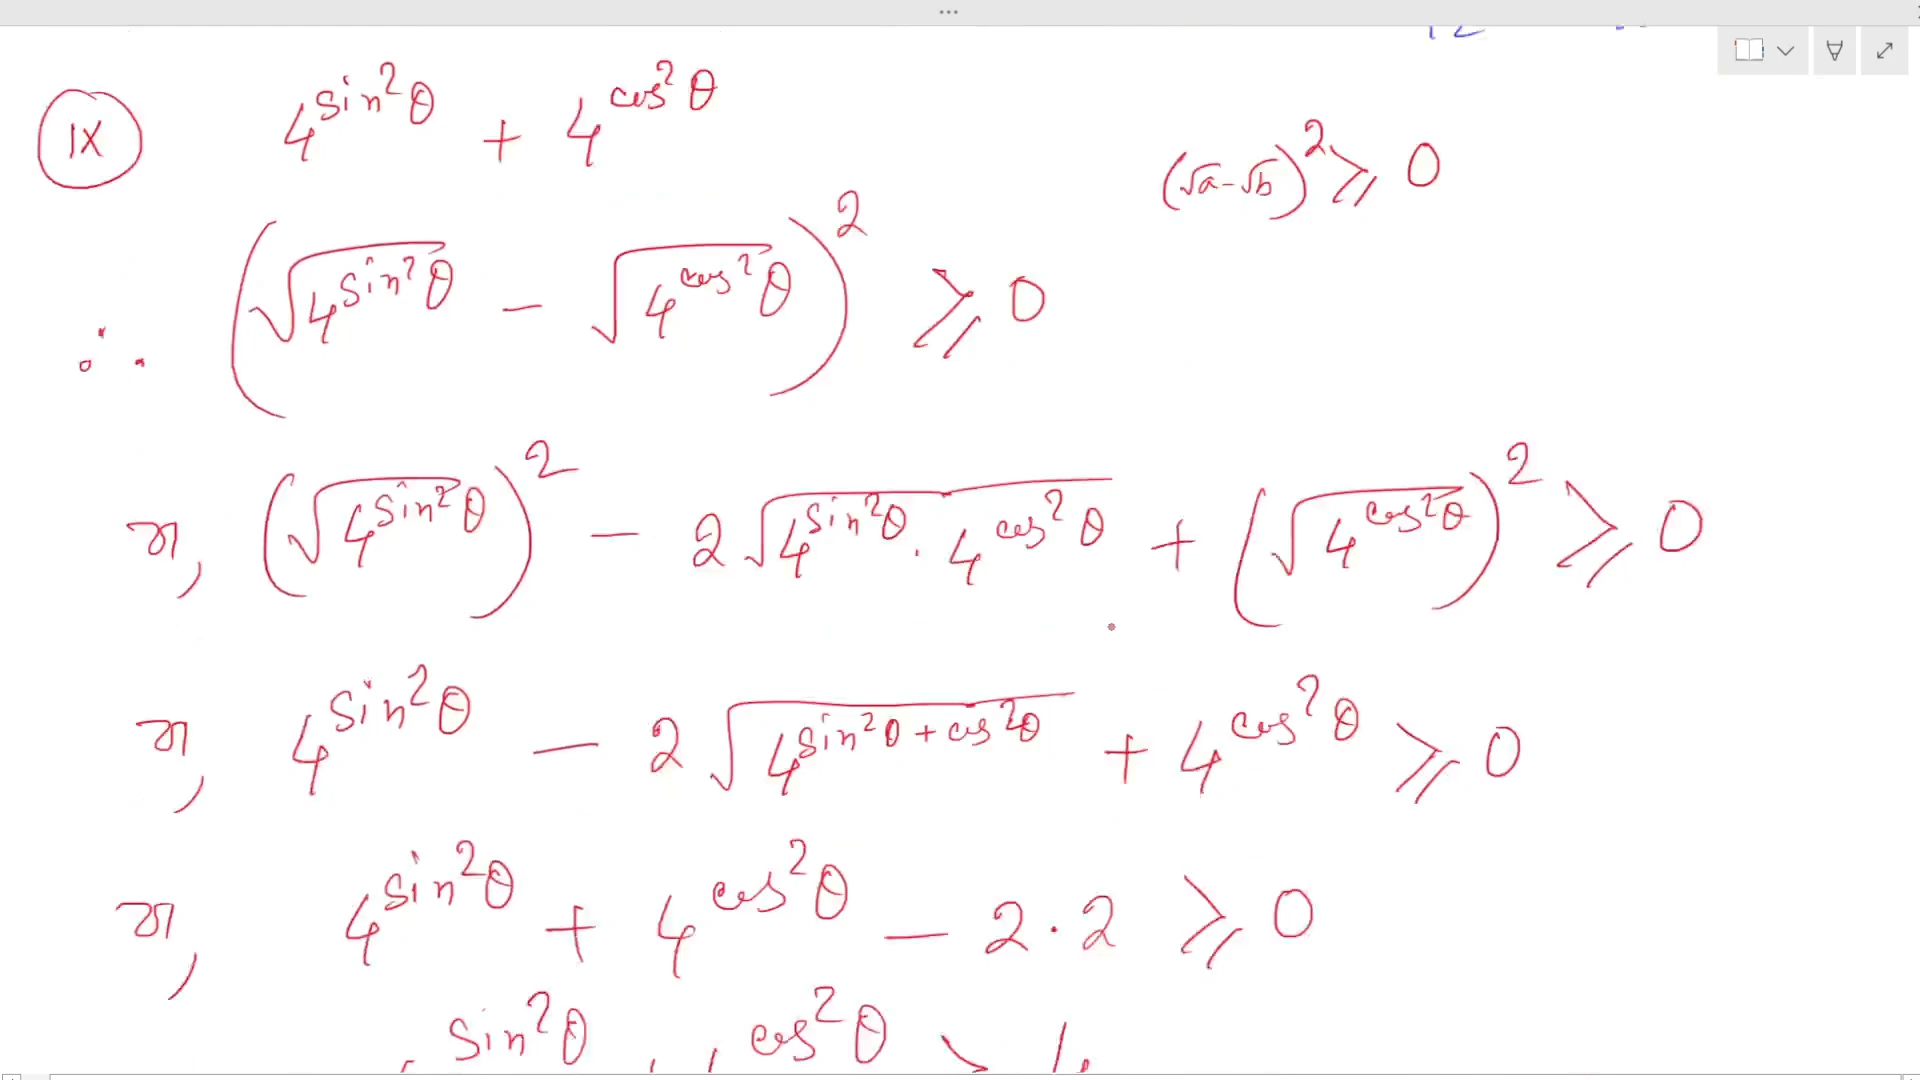 IX 4^{sin²θ} + 4^{cos²θ}
(√a-√b)² ⩾ 0
∴ (√(4^{sin²θ}) - √(4^{cos²θ}))² ⩾ 0
বা, (√(4^{sin²θ}))² - 2√(4^{sin²θ} · 4^{cos²θ}) + (√(4^{cos²θ}))² ⩾ 0
বা, 4^{sin²θ} - 2√(4^{sin²θ + cos²θ}) + 4^{cos²θ} ⩾ 0
বা, 4^{sin²θ} + 4^{cos²θ} - 2·2 ⩾ 0
sin²θ cos²θ